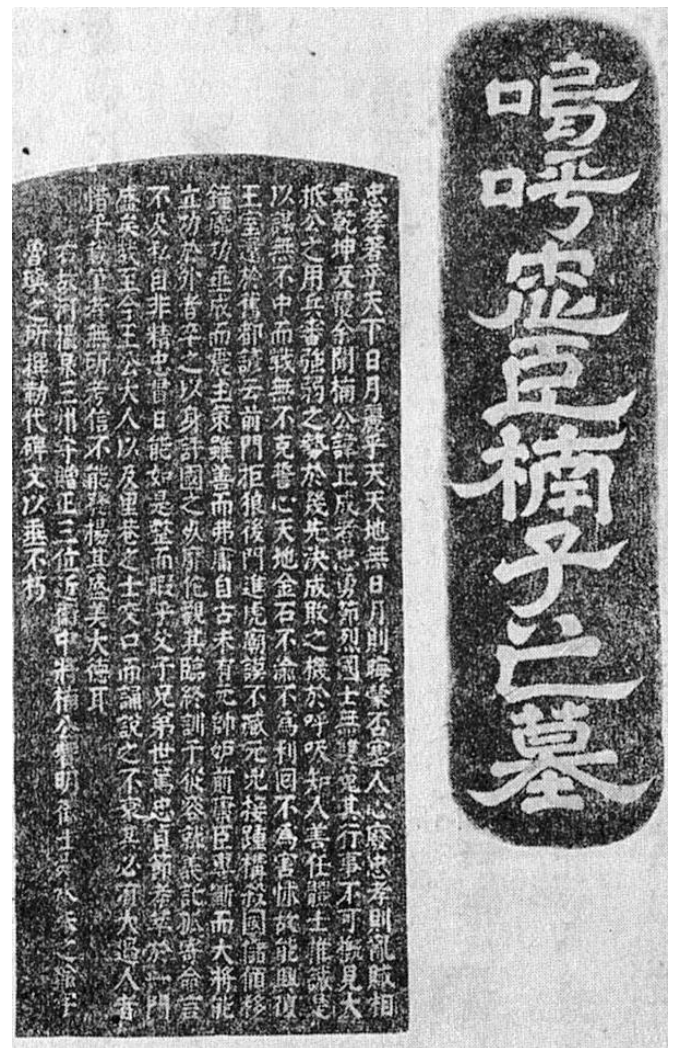 嗚呼忠臣楠子之墓
忠孝著乎天下日月麗乎天天地無日月則晦蒙否塞人心廢忠孝則亂賊相
尋乾坤反覆余聞楠公諱正成者忠勇節烈國士無雙蒐其行事不可概見大
抵公之用兵審強弱之勢於幾先決成敗之機於呼吸知人善任體士推誠是
以謀無不中而戰無不克誓心天地金石不渝不為利回不為害怵故能興復
王室還於舊都諺云前門拒狼後門進虎廟謨不臧元兇接踵構殺國儲傾移
鐘簴功垂成而震主策雖善而弗庸自古未有元帥妒前庸臣專斷而大將能
立功於外者卒之以身許國之死靡佗觀其臨終訓子從容就義託孤寄命言
不及私自非精忠貫日能如是整而暇乎父子兄弟世篤忠貞節孝萃於一門
盛矣哉至今王公大人以及里巷之士交口而誦說之不衰其必有大過人者
惜乎載筆者無所考信不能發揚其盛美大德耳
右故河攝泉三州守贈正三位近衛中將楠公贊明徵士舜水朱之瑜字
魯璵之所撰勒代碑文以垂不朽